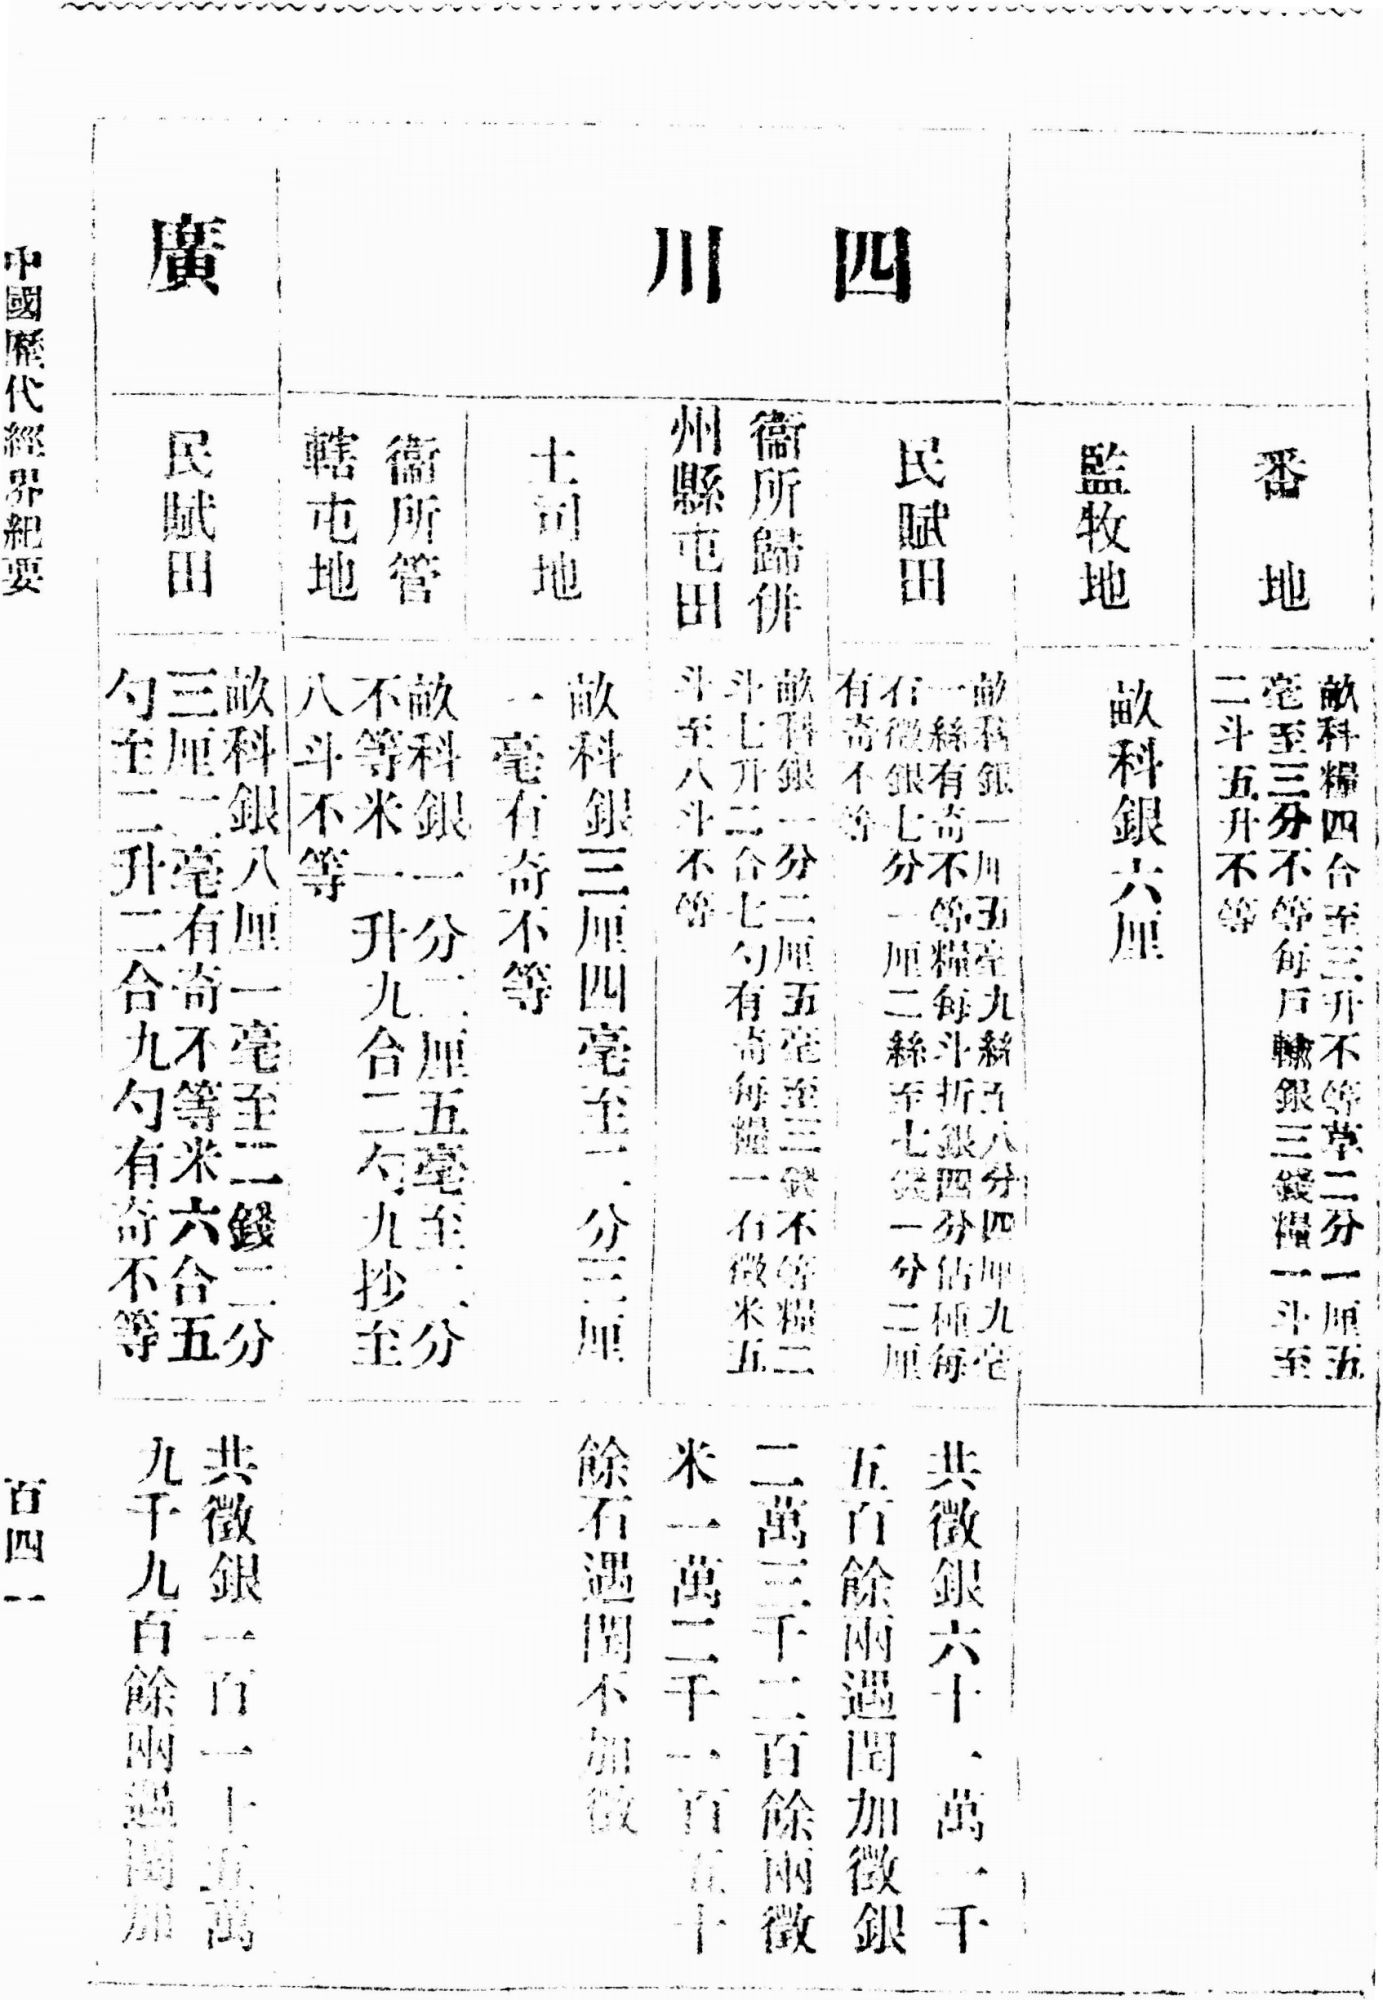 番地
畝科糧四合至三升不等草二分一厘五
毫至三分不等每戶輸銀三錢糧一斗至
二斗五升不等
監牧地
畝科銀六厘
四川
民賦田
畝科銀一厘五毫九絲至八分四厘九毫
一絲有奇不等糧每斗折銀四分佔種每
石徵銀七分一厘二絲至七錢一分二厘
有奇不等
衞所歸併
州縣屯田
畝科銀一分二厘五毫至三錢不等糧二
斗七升二合七勺有奇每糧一石徵米五
斗至八斗不等
土司地
畝科銀三厘四毫至二分三厘
一毫有奇不等
衞所管
轄屯地
畝科銀一分二厘五毫至二分
不等米一升九合二勺九抄至
八斗不等
共徵銀六十一萬一千
五百餘兩遇閏加徵銀
二萬三千二百餘兩徵
米一萬二千一百五十
餘石遇閏不加徵
廣
民賦田
畝科銀八厘一毫至二錢二分
三厘二毫有奇不等米六合五
勺至二升二合九勺有奇不等
共徵銀一百一十五萬
九千九百餘兩遇閏加
中國歷代經界紀要
百四一